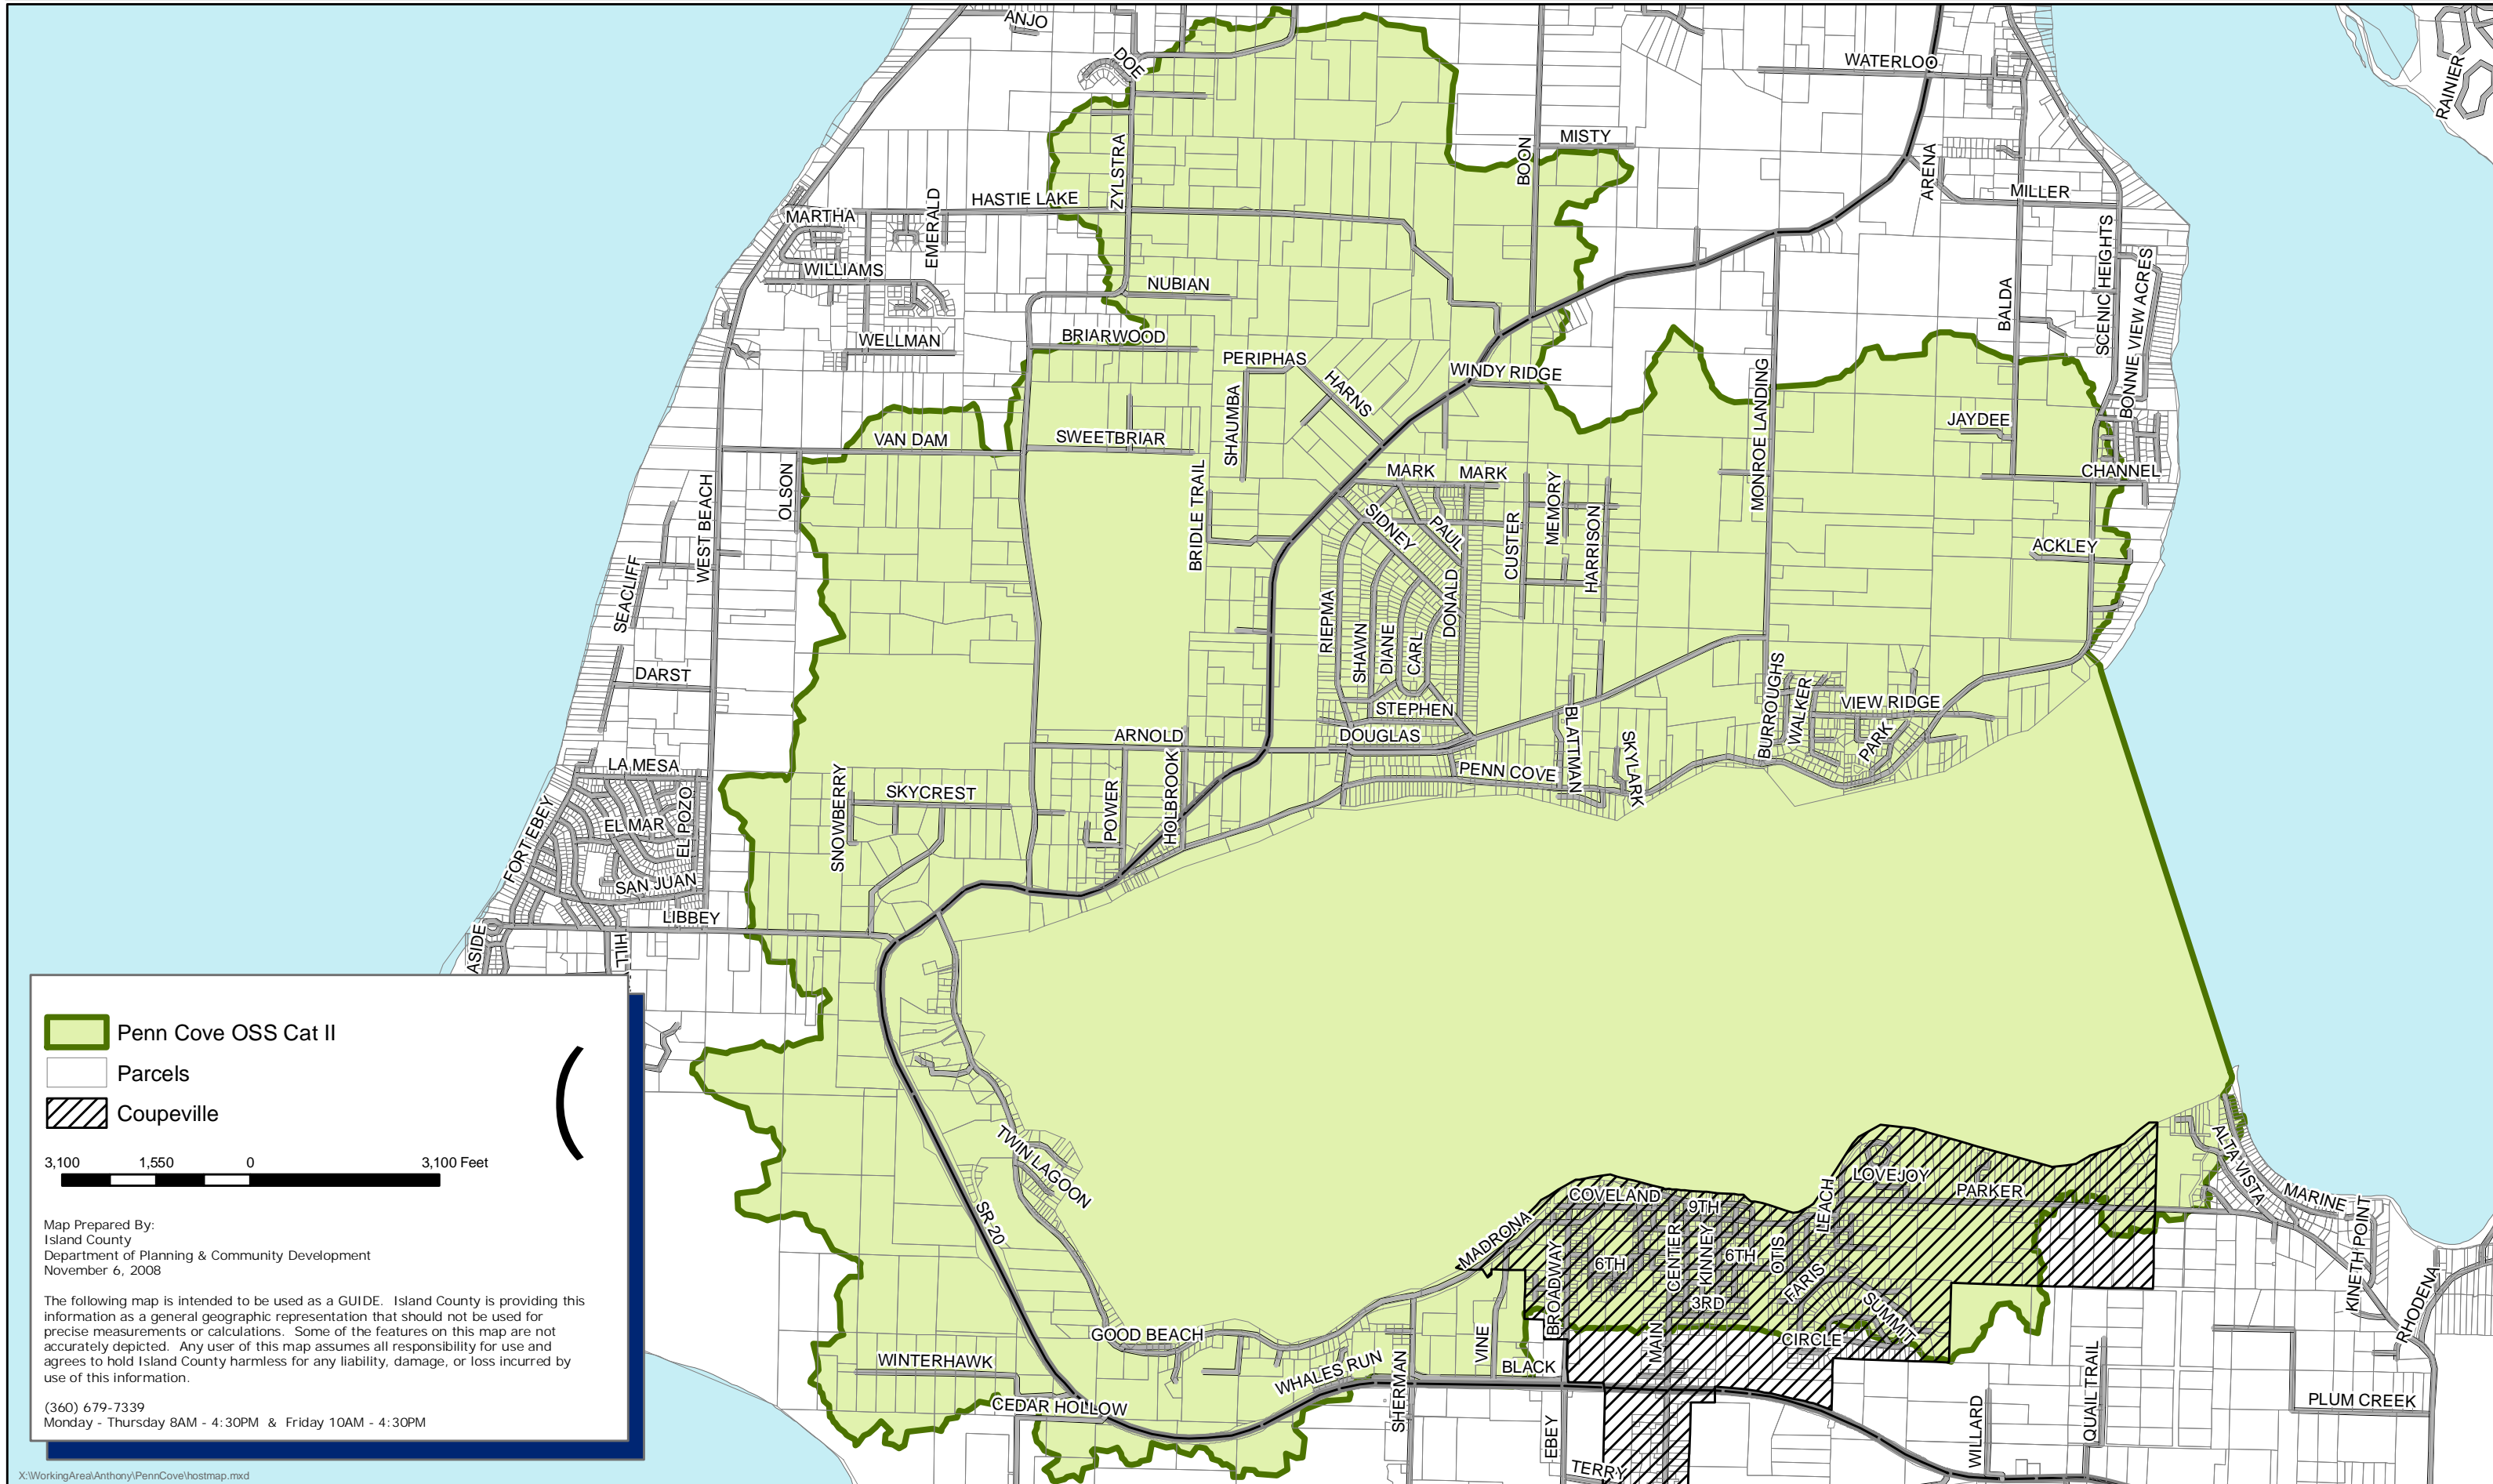 ANJO
DOE
WATERLOO
RAINIER
MISTY
BOON
ZYLSTRA
ARENA
MILLER
HASTIE LAKE
EMERALD
MARTHA
WILLIAMS
NUBIAN
SCENIC HEIGHTS
BONNIE VIEW ACRES
BALDA
WELLMAN
BRIARWOOD
PERIPHAS
HARNS
WINDY RIDGE
SHAUMBA
MONROE LANDING
JAYDEE
VAN DAM
SWEETBRIAR
CHANNEL
MARK
MARK
OLSON
WEST BEACH
BRIDLE TRAIL
SIDNEY
PAUL
CUSTER
MEMORY
HARRISON
ACKLEY
SEACLIFF
RIEPMA
SHAWN
DIANE
CARL
DONALD
DARST
BURROUGHS
WALKER
VIEW RIDGE
PARK
STEPHEN
DOUGLAS
BLATTMAN
SKYLARK
ARNOLD
HOLBROOK
POWER
PENN COVE
LA MESA
SNOWBERRY
SKYCREST
FORT EBEY
EL MAR
EL POZO
SAN JUAN
LIBBEY
ASIDE
HILL
TWIN LAGOON
SR 20
LOVEJOY
PARKER
LEACH
ALTA VISTA
MARINE
KINETH POINT
RHODENA
COVELAND
9TH
MADRONA
BROADWAY
6TH
CENTER
KINNEY
6TH
OTIS
FARIS
3RD
SUMMIT
CIRCLE
MAIN
GOOD BEACH
WINTERHAWK
WHALES RUN
SHERMAN
VINE
BLACK
CEDAR HOLLOW
EBEY
TERRY
WILLARD
QUAIL TRAIL
PLUM CREEK
Penn Cove OSS Cat II
Parcels
Coupeville
3,100 1,550 0 3,100 Feet
Map Prepared By:
Island County
Department of Planning & Community Development
November 6, 2008
The following map is intended to be used as a GUIDE. Island County is providing this
information as a general geographic representation that should not be used for
precise measurements or calculations. Some of the features on this map are not
accurately depicted. Any user of this map assumes all responsibility for use and
agrees to hold Island County harmless for any liability, damage, or loss incurred by
use of this information.
(360) 679-7339
Monday - Thursday 8AM - 4:30PM & Friday 10AM - 4:30PM
X:\WorkingArea\Anthony\PennCove\hostmap.mxd